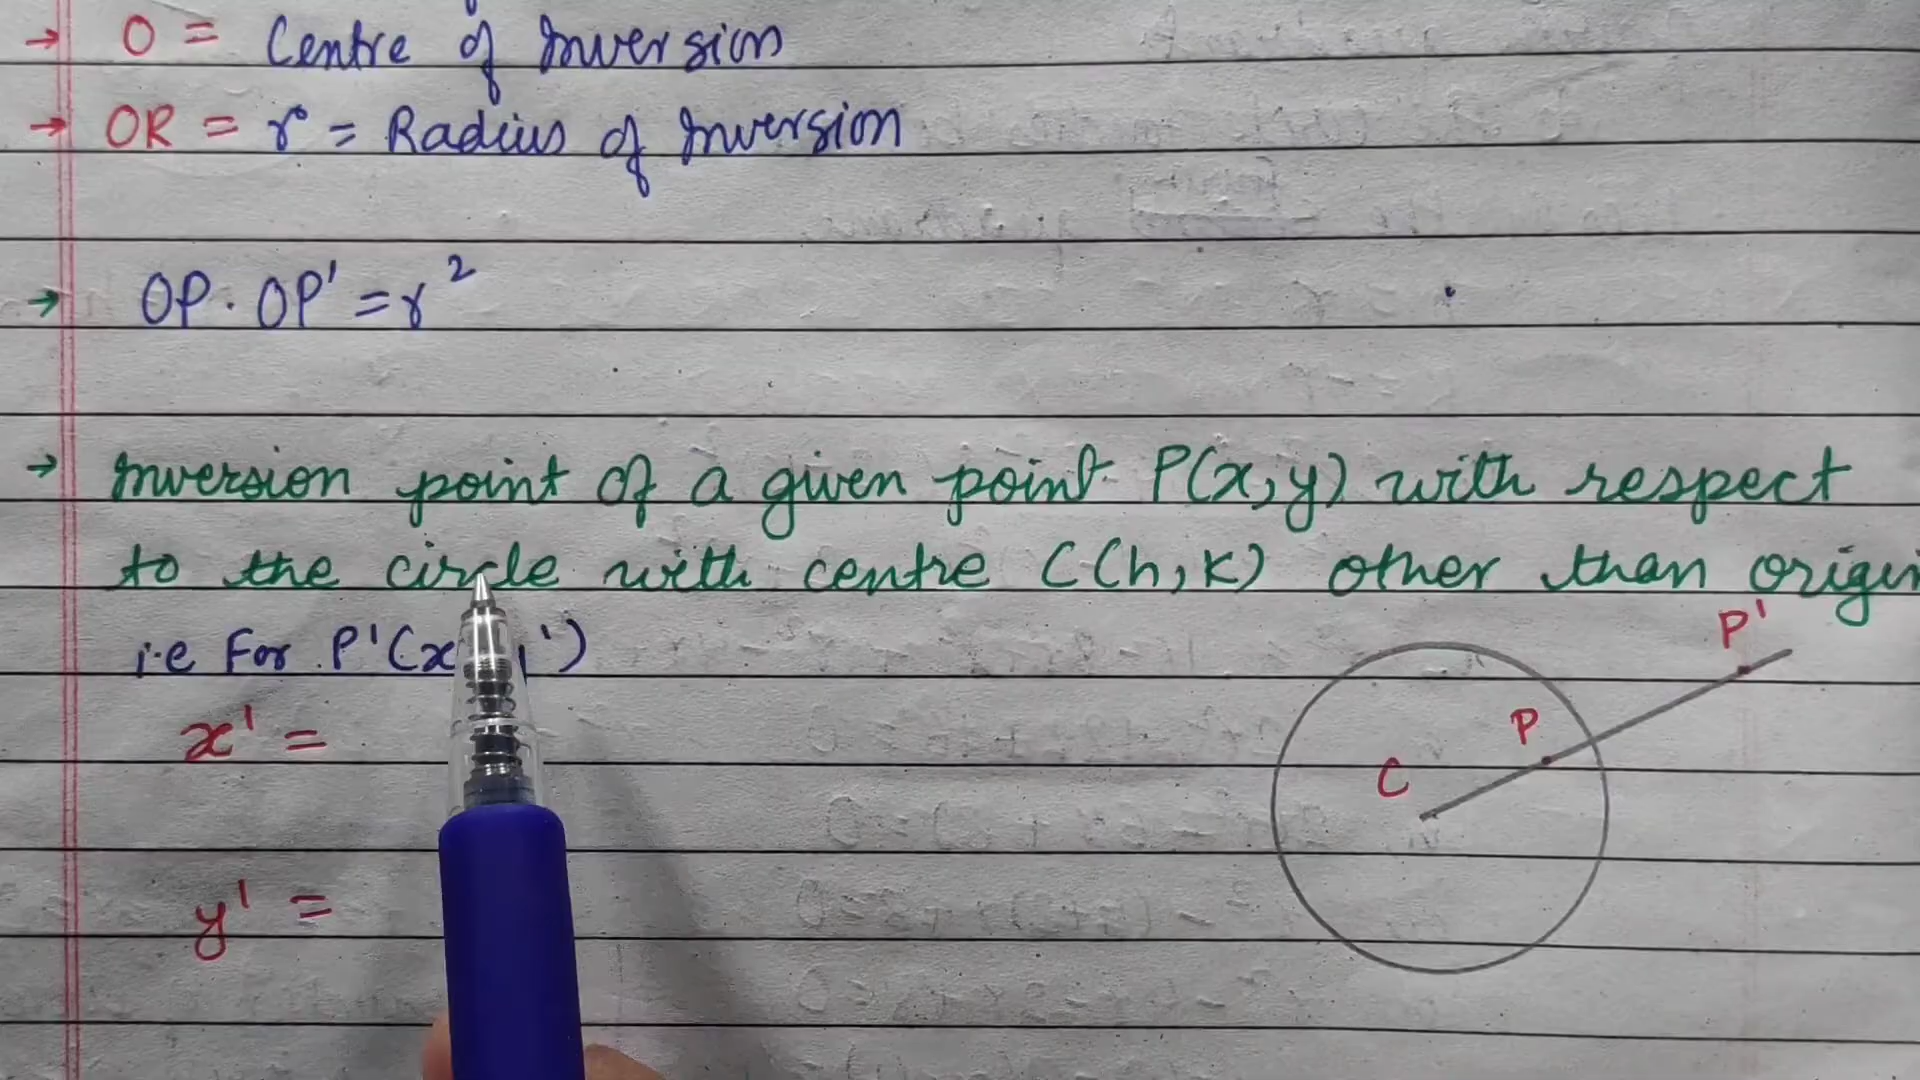 → O = Centre of Inversion
→ OR = r = Radius of Inversion
→ OP . OP' = r²
→ Inversion point of a given point P(x,y) with respect
to the circle with centre C(h,K) other than origin
i.e For P'(x
')
x' =
y' =
P'
P
C